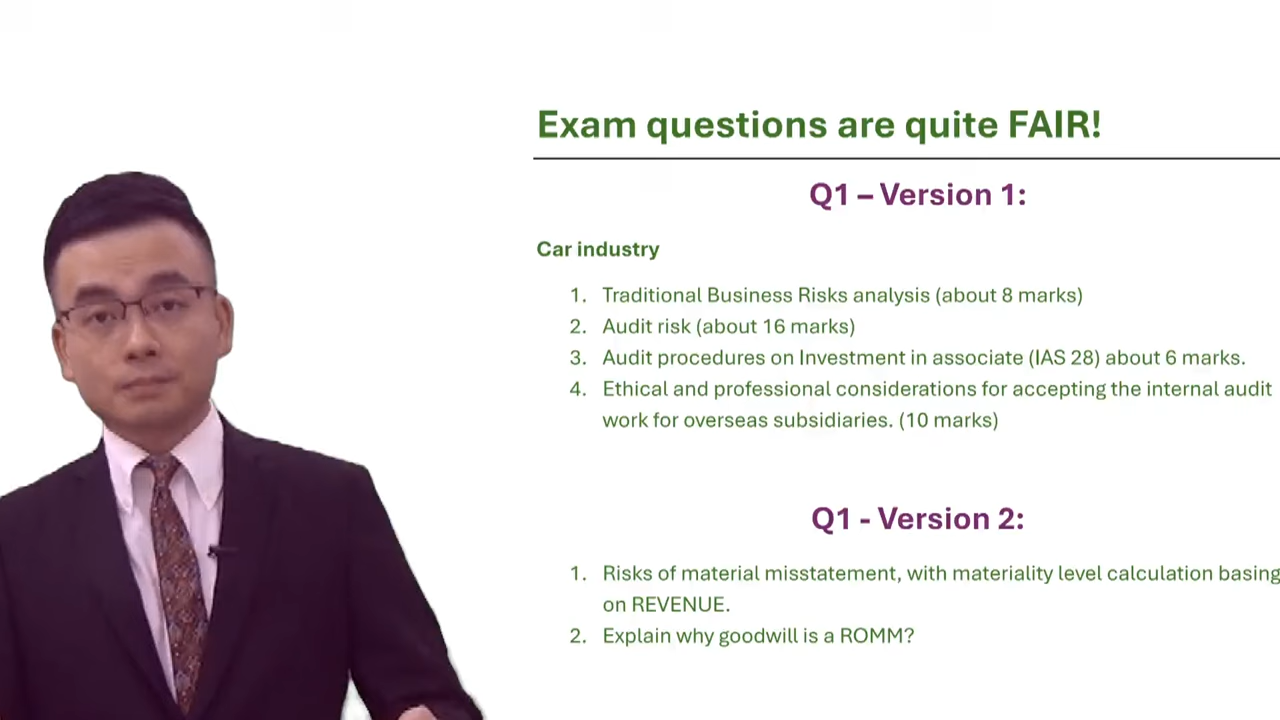 Exam questions are quite FAIR!
Q1 – Version 1:
Car industry
1. Traditional Business Risks analysis (about 8 marks)
2. Audit risk (about 16 marks)
3. Audit procedures on Investment in associate (IAS 28) about 6 marks.
4. Ethical and professional considerations for accepting the internal audit
work for overseas subsidiaries. (10 marks)
Q1 - Version 2:
1. Risks of material misstatement, with materiality level calculation basing
on REVENUE.
2. Explain why goodwill is a ROMM?